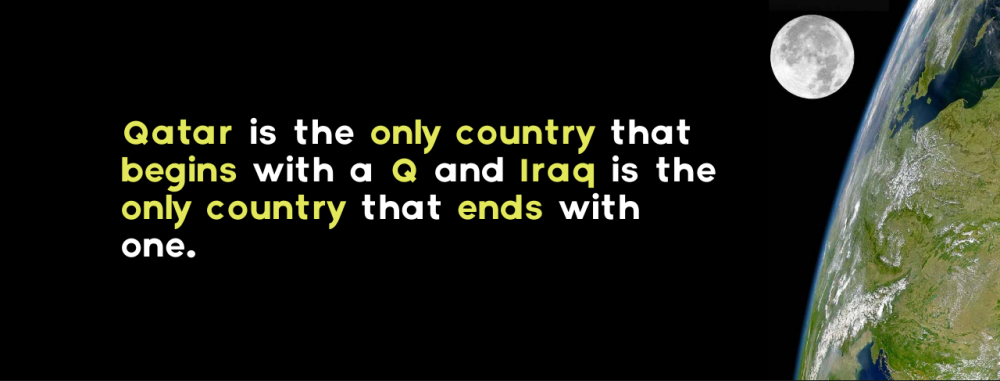 Qatar is the only country that
begins with a Q and Iraq is the
only country that ends with
one.